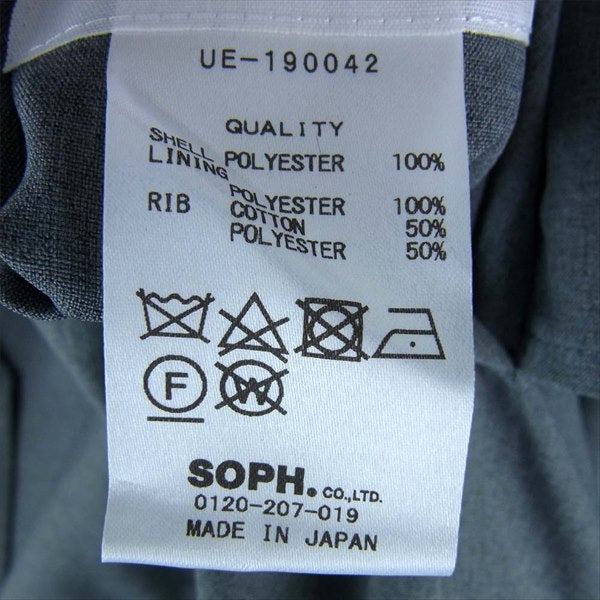 UE-190042
QUALITY
SHELL POLYESTER 100%
LINING POLYESTER 100%
RIB COTTON 50%
POLYESTER 50%
F W
SOPH. CO.,LTD.
0120-207-019
MADE IN JAPAN